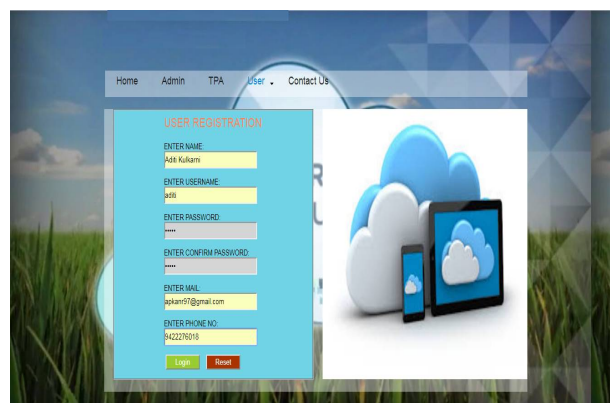 Home Admin TPA User Contact Us
USER REGISTRATION
ENTER NAME:
Aditi Kulkarni
ENTER USERNAME:
aditi
ENTER PASSWORD:
•••••
ENTER CONFIRM PASSWORD:
•••••
ENTER MAIL:
apkanr97@gmail.com
ENTER PHONE NO:
9422276018
Login Reset